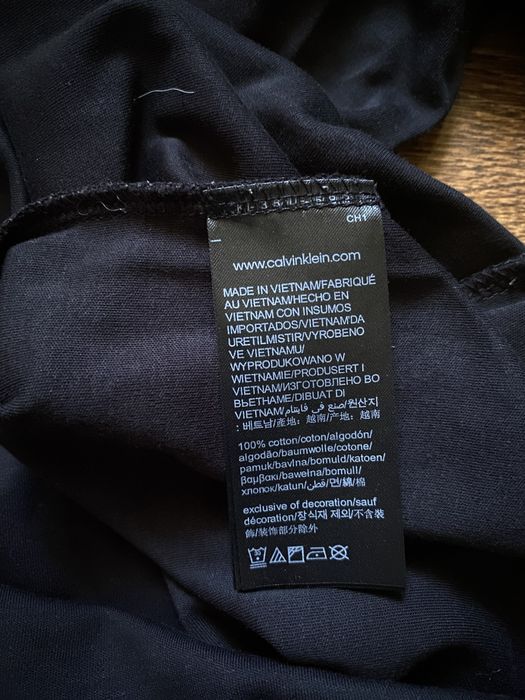 CH1
www.calvinklein.com
MADE IN VIETNAM/FABRIQUÉ
AU VIETNAM/HECHO EN
VIETNAM CON INSUMOS
IMPORTADOS/VIETNAM'DA
URETILMISTIR/VYROBENO
VE VIETNAMU/
WYPRODUKOWANO W
WIETNAMIE/PRODUSERT I
VIETNAM/ИЗГОТОВЛЕНО ВО
ВЬЕТНАМЕ/DIBUAT DI
VIETNAM/صنع في فايتنام/원산지
: 베트남/產地：越南/产地：越南
100% cotton/coton/algodón/
algodão/baumwolle/cotone/
pamuk/bavlna/bomuld/katoen/
βαμβακι/bawełna/bomull/
хлопок/katun/قطن/면/綿/棉
exclusive of decoration/sauf
décoration/장식재 제외/不含裝
飾/装饰部分除外